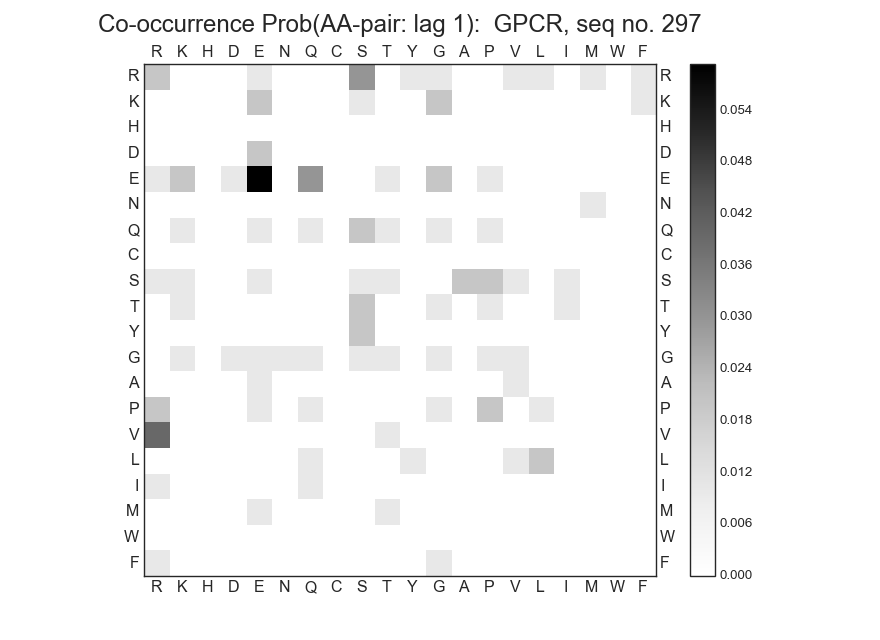 Co-occurrence Prob(AA-pair: lag 1):  GPCR, seq no. 297
R K H D E N Q C S T Y G A P V L I M W F
R R
K K
H H
D D
E E
N N
Q Q
C C
S S
T T
Y Y
G G
A A
P P
V V
L L
I I
M M
W W
F F
R K H D E N Q C S T Y G A P V L I M W F
0.054
0.048
0.042
0.036
0.030
0.024
0.018
0.012
0.006
0.000